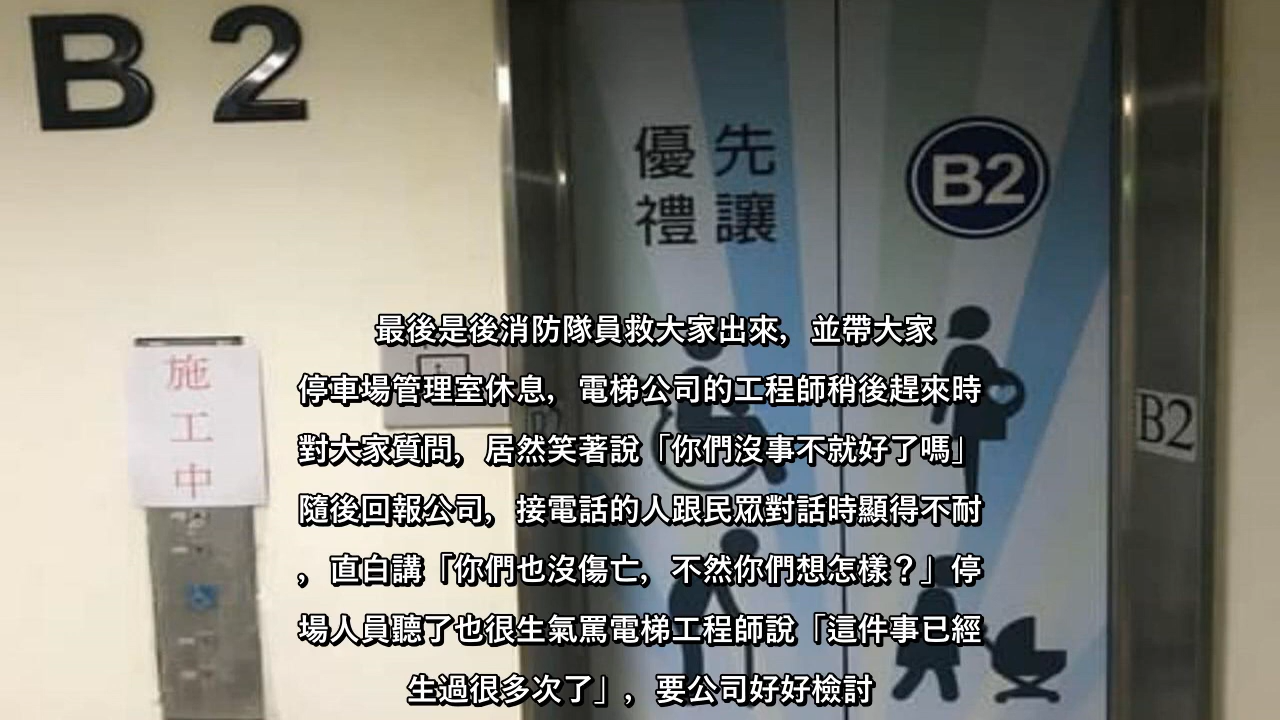 B2
優先
禮讓
B2
施
工
中
B2
最後是後消防隊員救大家出來，並帶大家
停車場管理室休息，電梯公司的工程師稍後趕來時
對大家質問，居然笑著說「你們沒事不就好了嗎」
隨後回報公司，接電話的人跟民眾對話時顯得不耐
，直白講「你們也沒傷亡，不然你們想怎樣？」停
場人員聽了也很生氣罵電梯工程師說「這件事已經
生過很多次了」，要公司好好檢討